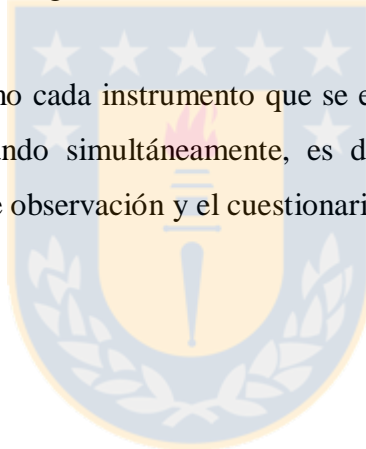 no cada instrumento que se e
ndo simultáneamente, es d
e observación y el cuestionari